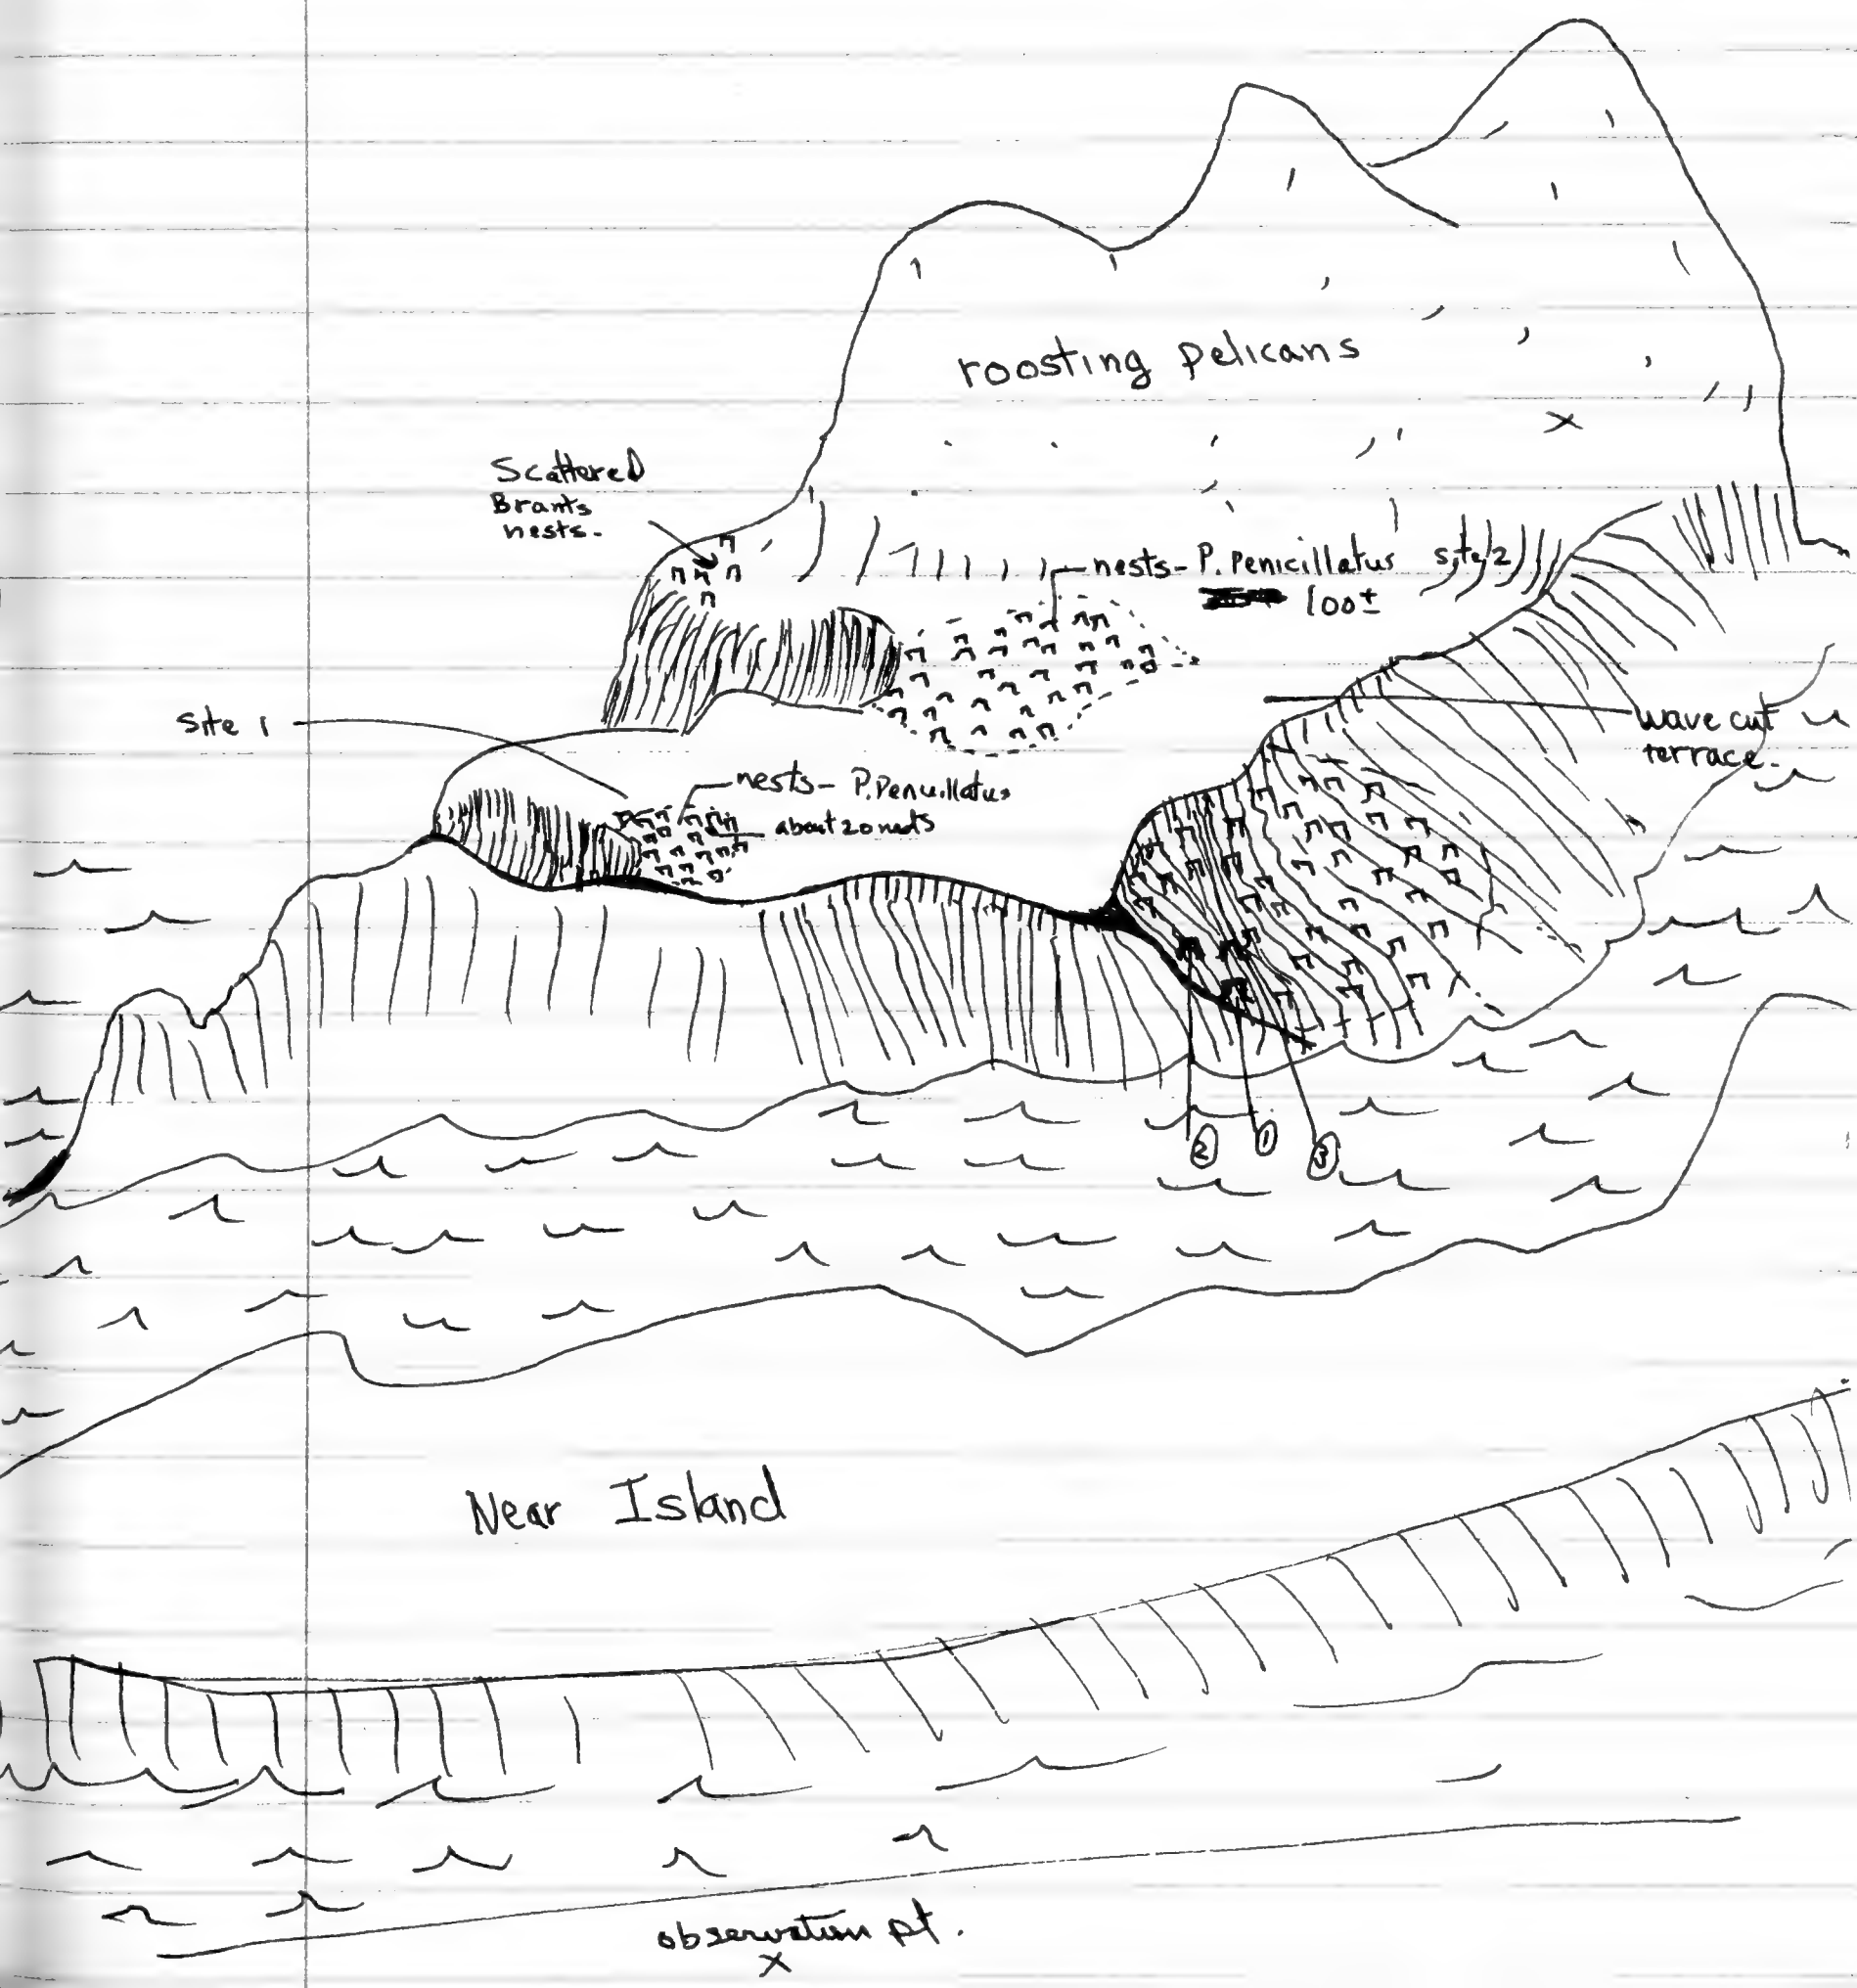 roosting pelicans
Scattered
Brants
nests.
nests - P. Penicillatus site 2
100±
Site 1
wave cut
terrace.
nests - P. Penicillatus
about 20 nests
2 1 3
Near Island
observation pt.
x